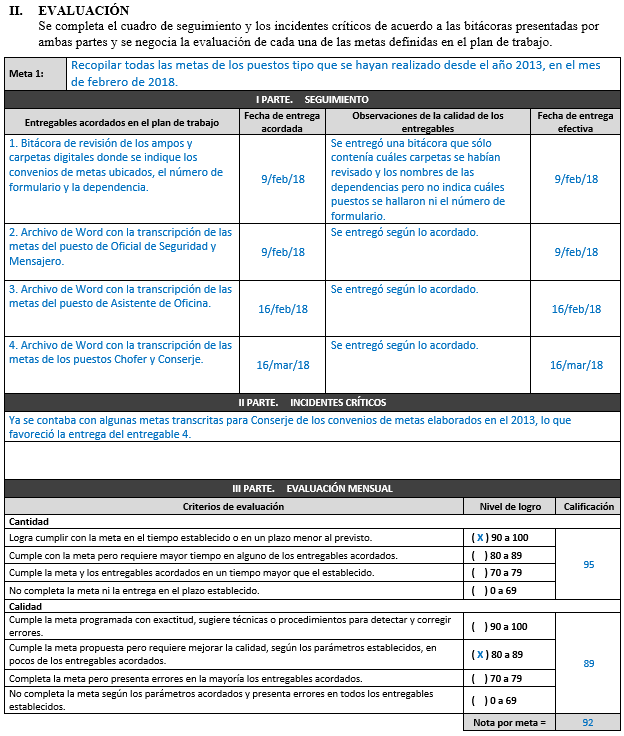 II. EVALUACIÓN
Se completa el cuadro de seguimiento y los incidentes críticos de acuerdo a las bitácoras presentadas por
ambas partes y se negocia la evaluación de cada una de las metas definidas en el plan de trabajo.
Meta 1:
Recopilar todas las metas de los puestos tipo que se hayan realizado desde el año 2013, en el mes
de febrero de 2018.
I PARTE. SEGUIMIENTO
Entregables acordados en el plan de trabajo
Fecha de entrega
acordada
Observaciones de la calidad de los
entregables
Fecha de entrega
efectiva
1. Bitácora de revisión de los ampos y
carpetas digitales donde se indique los
convenios de metas ubicados, el número de
formulario y la dependencia.
9/feb/18
Se entregó una bitácora que sólo
contenía cuáles carpetas se habían
revisado y los nombres de las
dependencias pero no indica cuáles
puestos se hallaron ni el número de
formulario.
9/feb/18
2. Archivo de Word con la transcripción de las
metas del puesto de Oficial de Seguridad y
Mensajero.
9/feb/18
Se entregó según lo acordado.
9/feb/18
3. Archivo de Word con la transcripción de las
metas del puesto de Asistente de Oficina.
16/feb/18
Se entregó según lo acordado.
16/feb/18
4. Archivo de Word con la transcripción de las
metas de los puestos Chofer y Conserje.
16/mar/18
Se entregó según lo acordado.
16/mar/18
II PARTE. INCIDENTES CRÍTICOS
Ya se contaba con algunas metas transcritas para Conserje de los convenios de metas elaborados en el 2013, lo que
favoreció la entrega del entregable 4.
III PARTE. EVALUACIÓN MENSUAL
Criterios de evaluación
Nivel de logro
Calificación
Cantidad
Logra cumplir con la meta en el tiempo establecido o en un plazo menor al previsto.
( X ) 90 a 100
Cumple con la meta pero requiere mayor tiempo en alguno de los entregables acordados.
( ) 80 a 89
Cumple la meta y los entregables acordados en un tiempo mayor que el establecido.
( ) 70 a 79
No completa la meta ni la entrega en el plazo establecido.
( ) 0 a 69
95
Calidad
Cumple la meta programada con exactitud, sugiere técnicas o procedimientos para detectar y corregir
errores.
( ) 90 a 100
Cumple la meta propuesta pero requiere mejorar la calidad, según los parámetros establecidos, en
pocos de los entregables acordados.
( X ) 80 a 89
Completa la meta pero presenta errores en la mayoría los entregables acordados.
( ) 70 a 79
No completa la meta según los parámetros acordados y presenta errores en todos los entregables
establecidos.
( ) 0 a 69
89
Nota por meta =
92